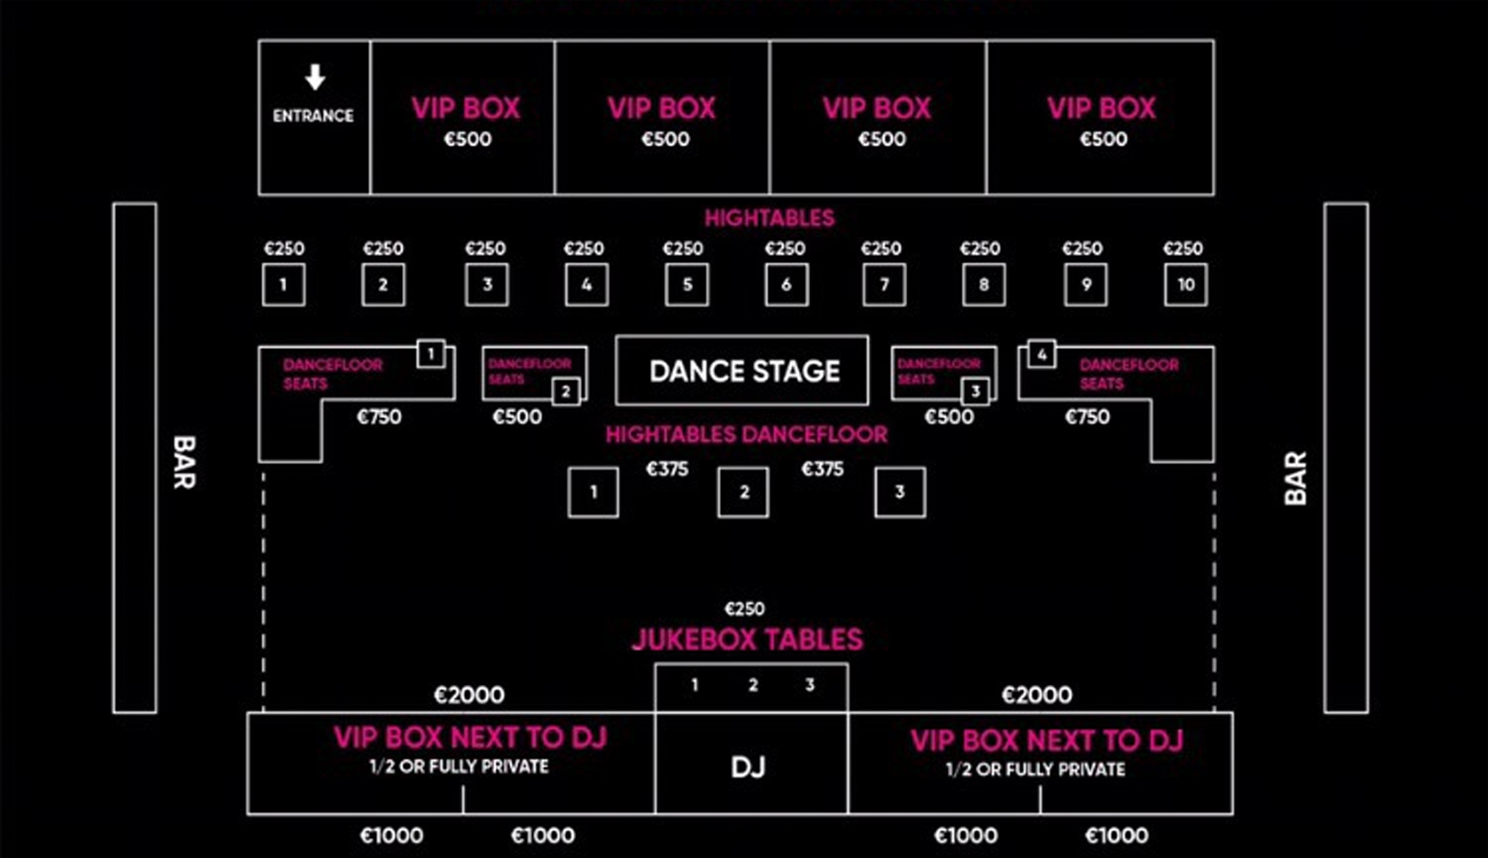 ENTRANCE
VIP BOX
€500
VIP BOX
€500
VIP BOX
€500
VIP BOX
€500
HIGHTABLES
€250 €250 €250 €250 €250 €250 €250 €250 €250 €250
1 2 3 4 5 6 7 8 9 10
DANCEFLOOR
SEATS
1
€750
DANCEFLOOR
SEATS
2
€500
DANCE STAGE
DANCEFLOOR
SEATS
3
€500
4
DANCEFLOOR
SEATS
€750
BAR
BAR
HIGHTABLES DANCEFLOOR
€375 €375
1 2 3
€250
JUKEBOX TABLES
1 2 3
€2000
VIP BOX NEXT TO DJ
1/2 OR FULLY PRIVATE
€1000 €1000
DJ
€2000
VIP BOX NEXT TO DJ
1/2 OR FULLY PRIVATE
€1000 €1000